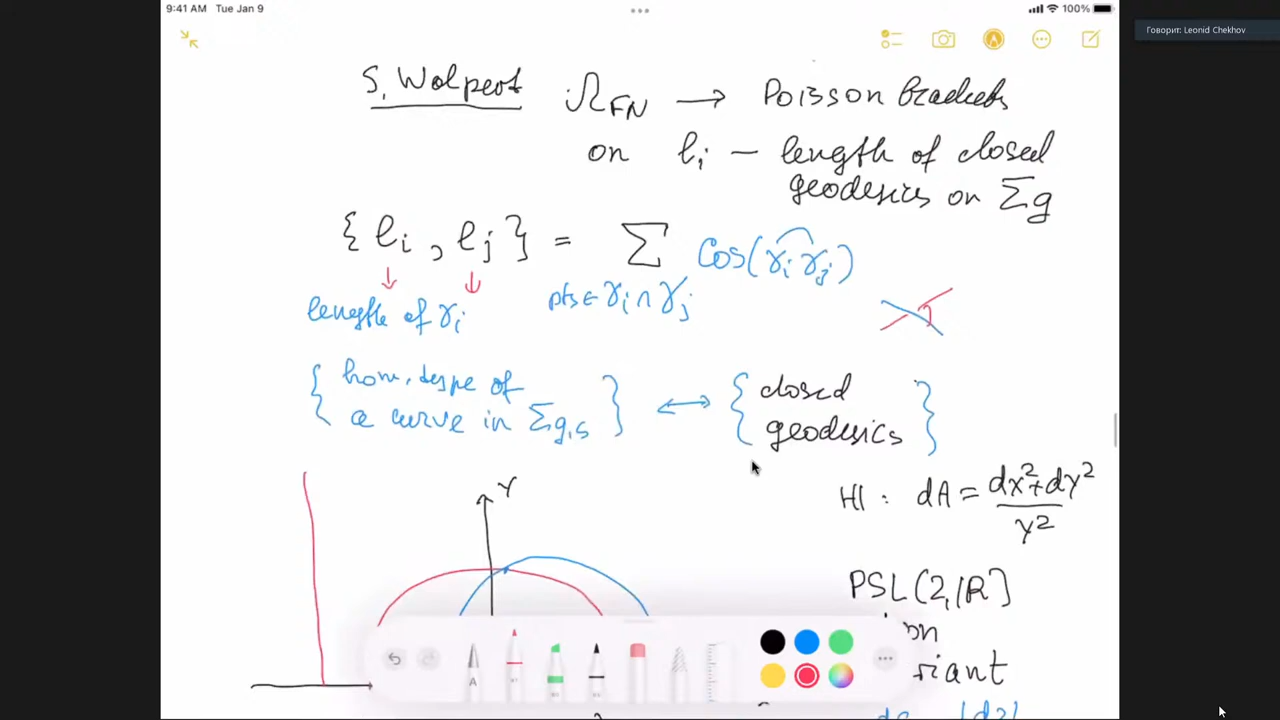 9:41 AM Tue Jan 9
100%
Говорит: Leonid Chekhov
S. Wolpert Ω_FN → Poisson brackets
on l_i — length of closed
geodesics on Σg
{l_i, l_j} = Σ Cos(γ_i γ_j)
pts ∈ γ_i ∩ γ_j
length of γ_i
{ hom. type of a curve in Σg,s } ↔ { closed geodesics }
Y
H : dA = dx²+dy² / y²
PSL(2,R)
A